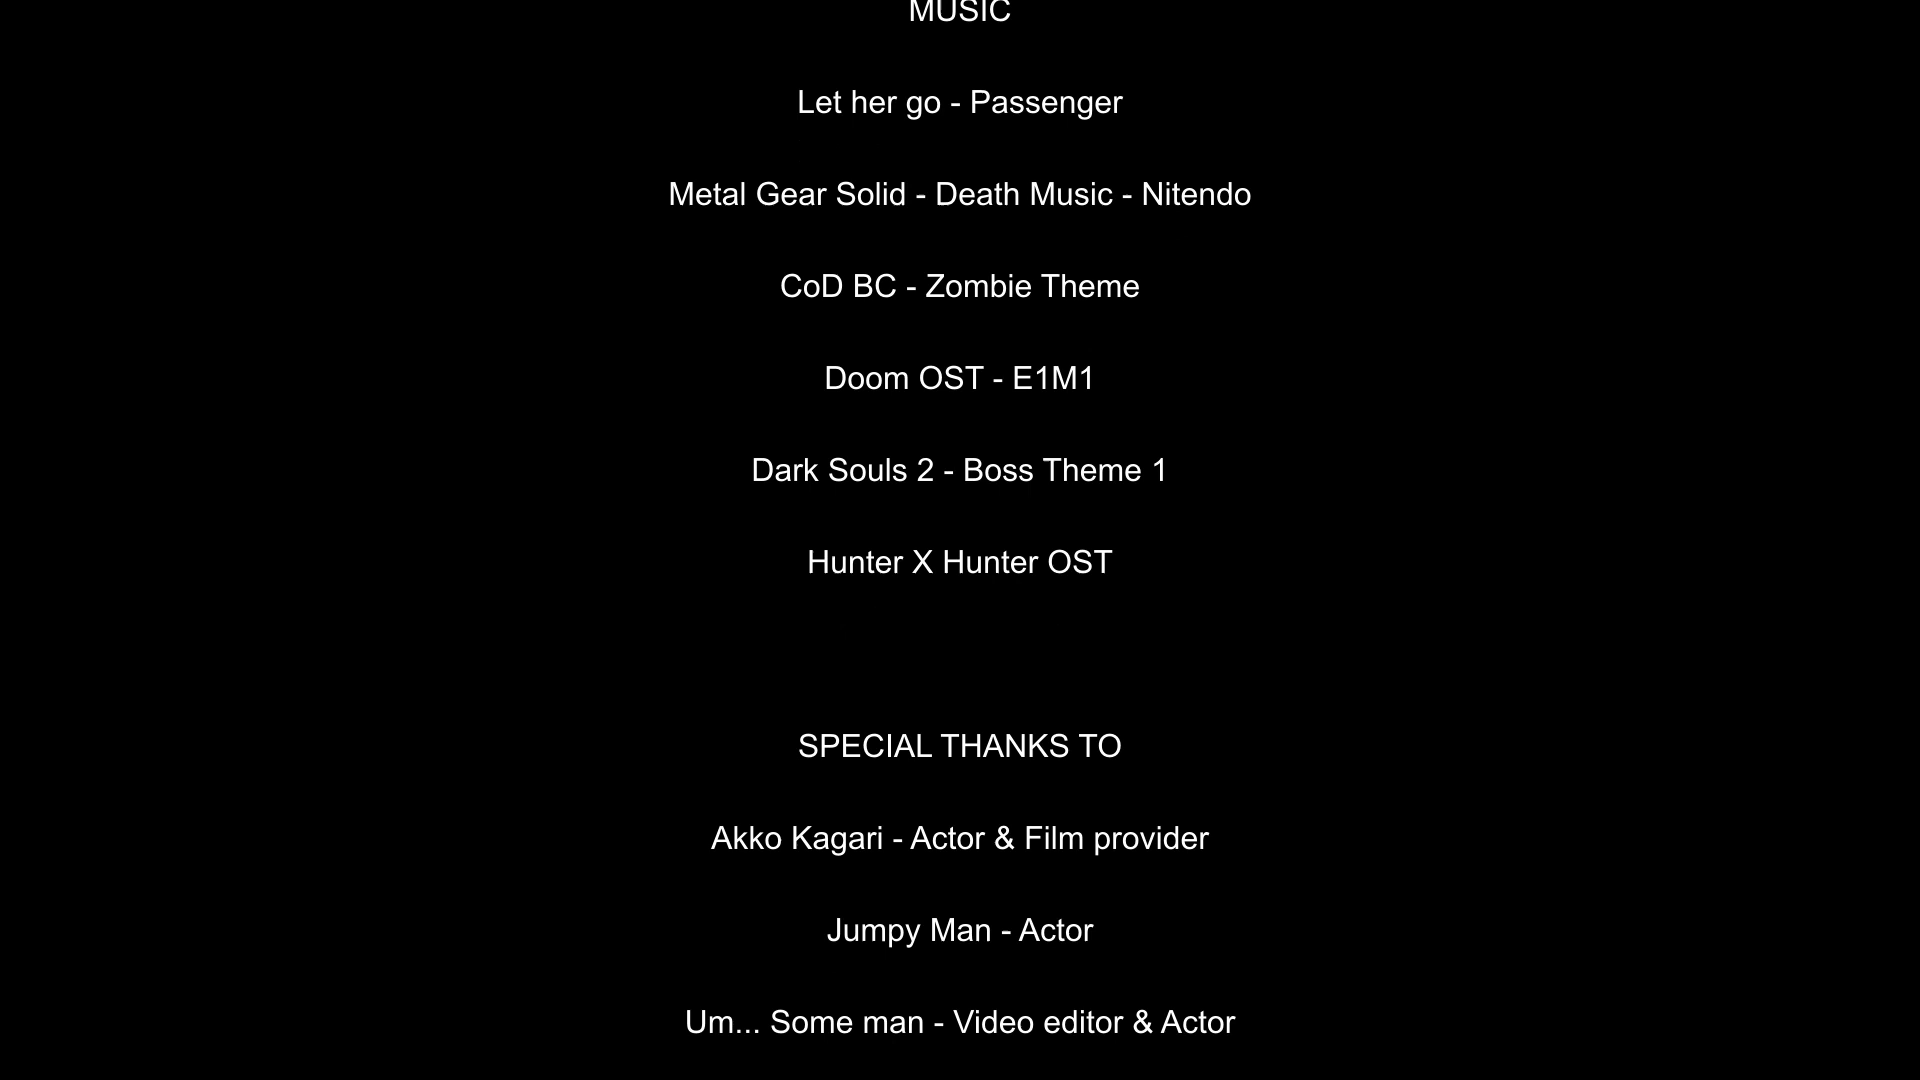 MUSIC
Let her go - Passenger
Metal Gear Solid - Death Music - Nitendo
CoD BC - Zombie Theme
Doom OST - E1M1
Dark Souls 2 - Boss Theme 1
Hunter X Hunter OST
SPECIAL THANKS TO
Akko Kagari - Actor & Film provider
Jumpy Man - Actor
Um... Some man - Video editor & Actor